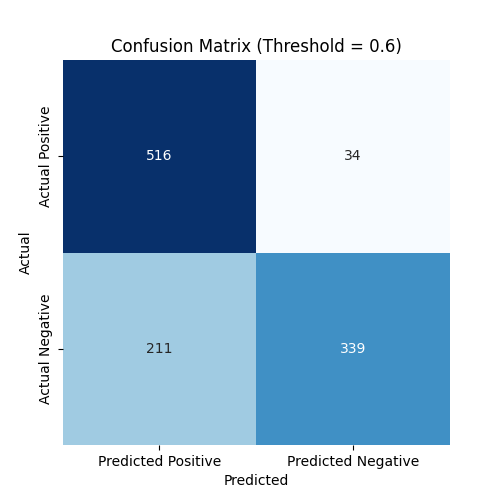 Confusion Matrix (Threshold = 0.6)
Actual
Actual Positive
516
34
Actual Negative
211
339
Predicted Positive
Predicted Negative
Predicted